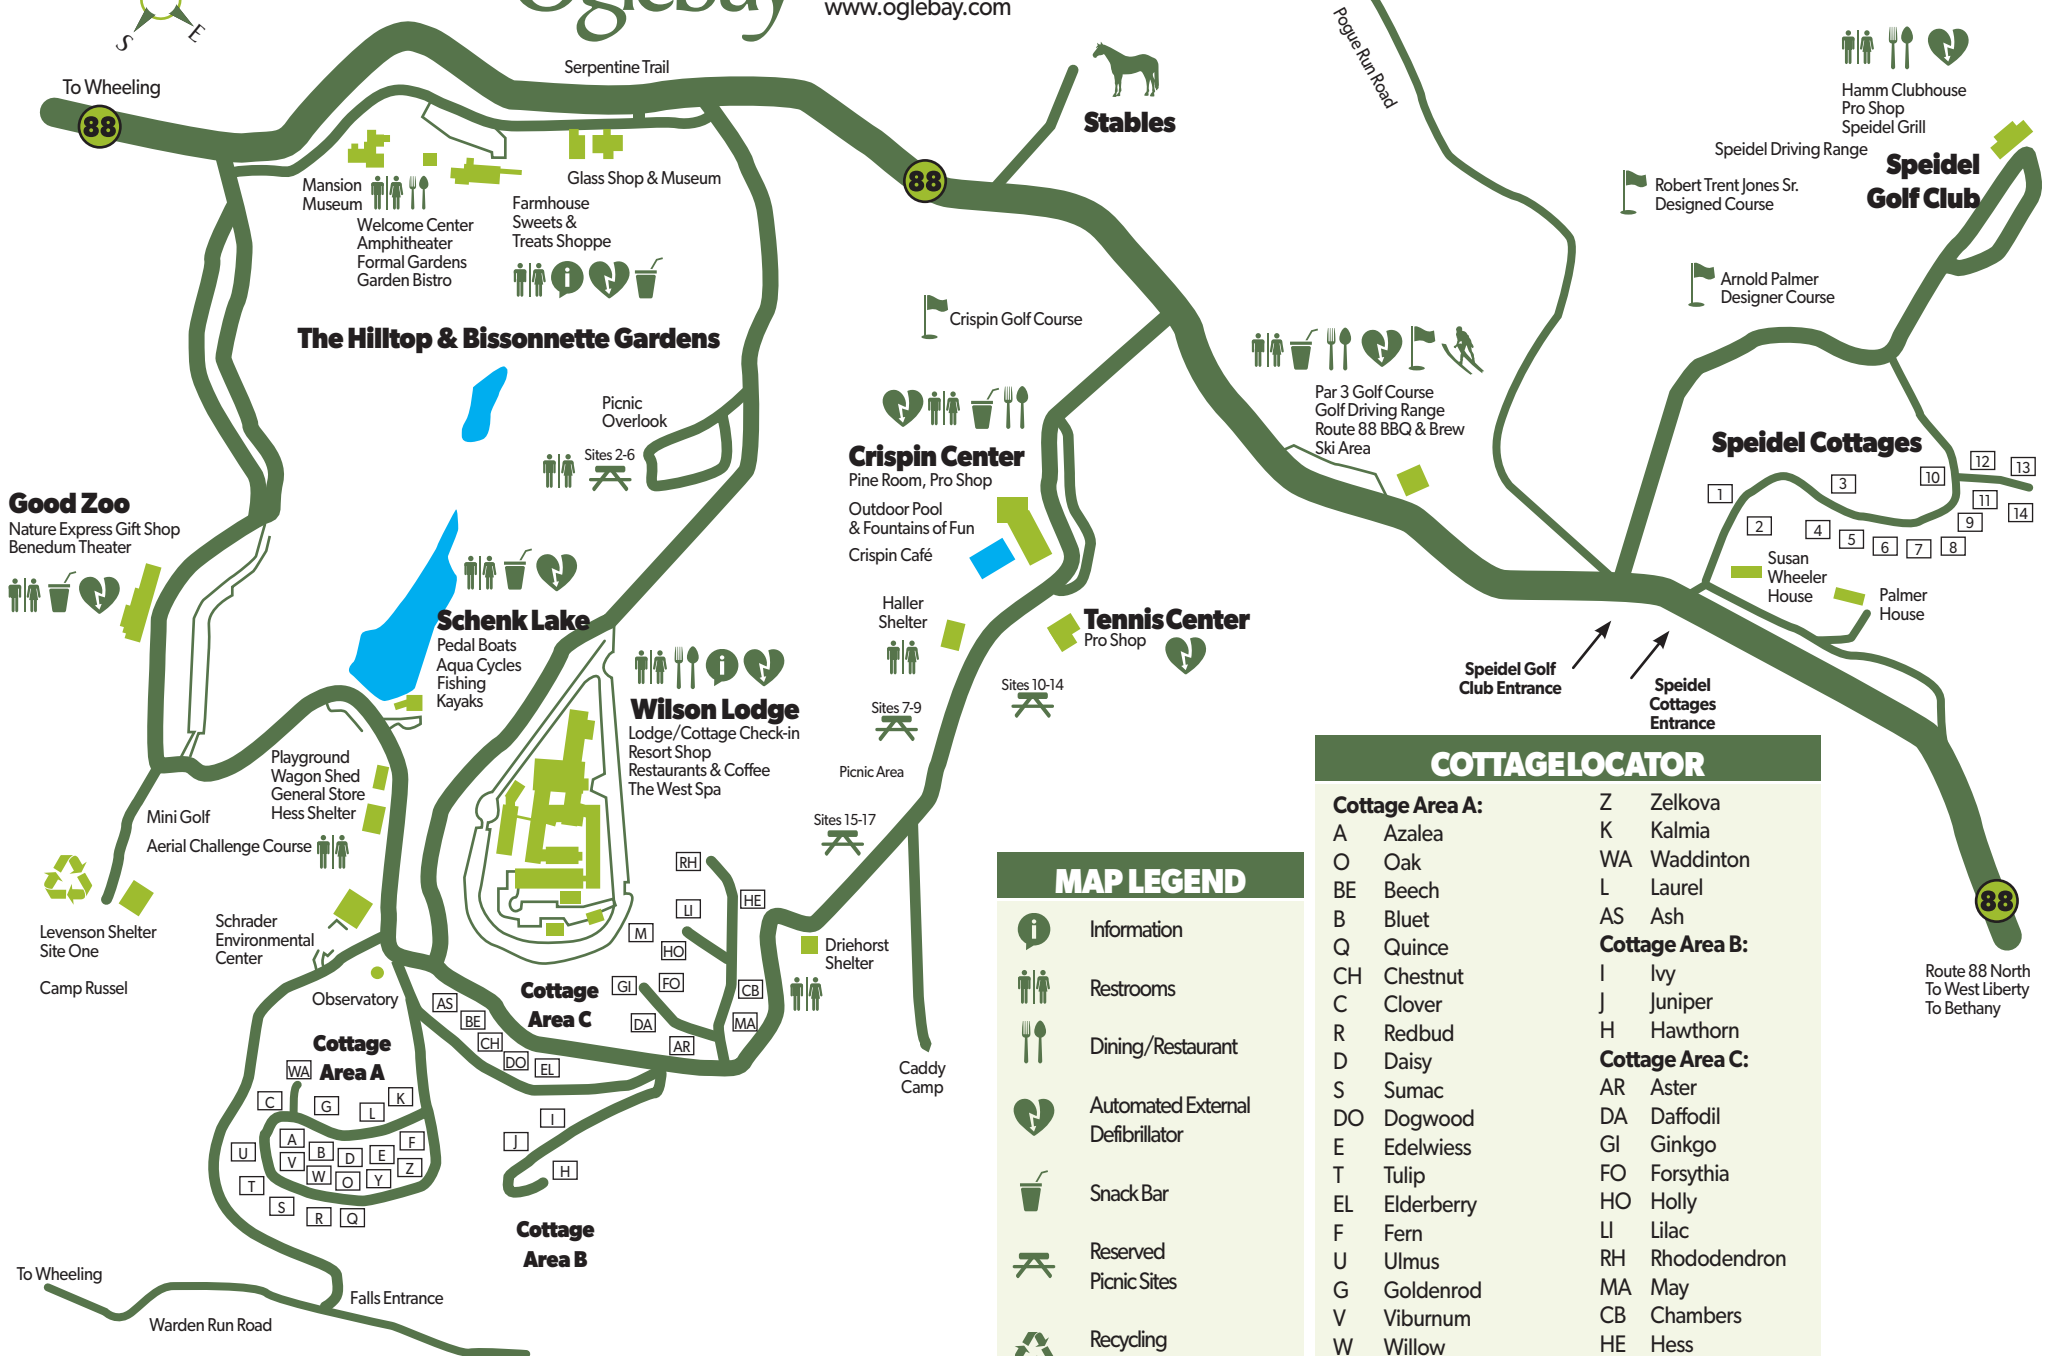 Oglebay
www.oglebay.com
S
E
To Wheeling
88
Serpentine Trail
Stables
Pogue Run Road
Hamm Clubhouse
Pro Shop
Speidel Grill
Speidel Driving Range
Speidel
Golf Club
Robert Trent Jones Sr.
Designed Course
Arnold Palmer
Designer Course
Mansion
Museum
Welcome Center
Amphitheater
Formal Gardens
Garden Bistro
Farmhouse
Sweets &
Treats Shoppe
Glass Shop & Museum
88
The Hilltop & Bissonnette Gardens
Crispin Golf Course
Picnic
Overlook
Sites 2-6
Crispin Center
Pine Room, Pro Shop
Outdoor Pool
& Fountains of Fun
Crispin Café
Par 3 Golf Course
Golf Driving Range
Route 88 BBQ & Brew
Ski Area
Speidel Cottages
1
2
3
4
5
6
7
8
9
10
11
12
13
14
Susan
Wheeler
House
Palmer
House
Good Zoo
Nature Express Gift Shop
Benedum Theater
Schenk Lake
Pedal Boats
Aqua Cycles
Fishing
Kayaks
Haller
Shelter
Tennis Center
Pro Shop
Sites 10-14
Sites 7-9
Picnic Area
Sites 15-17
Speidel Golf
Club Entrance
Speidel
Cottages
Entrance
Wilson Lodge
Lodge/Cottage Check-in
Resort Shop
Restaurants & Coffee
The West Spa
Playground
Wagon Shed
General Store
Hess Shelter
Mini Golf
Aerial Challenge Course
Levenson Shelter
Site One
Camp Russel
Schrader
Environmental
Center
Observatory
RH
HE
LI
M
HO
GI
FO
CB
DA
MA
AR
Driehorst
Shelter
Cottage
Area C
AS
BE
CH
DO
EL
Cottage
Area A
WA
C
G
L
K
A
B
D
E
F
U
V
W
O
Y
Z
T
S
R
Q
I
J
H
Cottage
Area B
Caddy
Camp
To Wheeling
Warden Run Road
Falls Entrance
88
Route 88 North
To West Liberty
To Bethany
MAP LEGEND
Information
Restrooms
Dining/Restaurant
Automated External
Defibrillator
Snack Bar
Reserved
Picnic Sites
Recycling
COTTAGE LOCATOR
Cottage Area A:
A Azalea
O Oak
BE Beech
B Bluet
Q Quince
CH Chestnut
C Clover
R Redbud
D Daisy
S Sumac
DO Dogwood
E Edelwiess
T Tulip
EL Elderberry
F Fern
U Ulmus
G Goldenrod
V Viburnum
W Willow
Z Zelkova
K Kalmia
WA Waddinton
L Laurel
AS Ash
Cottage Area B:
I Ivy
J Juniper
H Hawthorn
Cottage Area C:
AR Aster
DA Daffodil
GI Ginkgo
FO Forsythia
HO Holly
LI Lilac
RH Rhododendron
MA May
CB Chambers
HE Hess